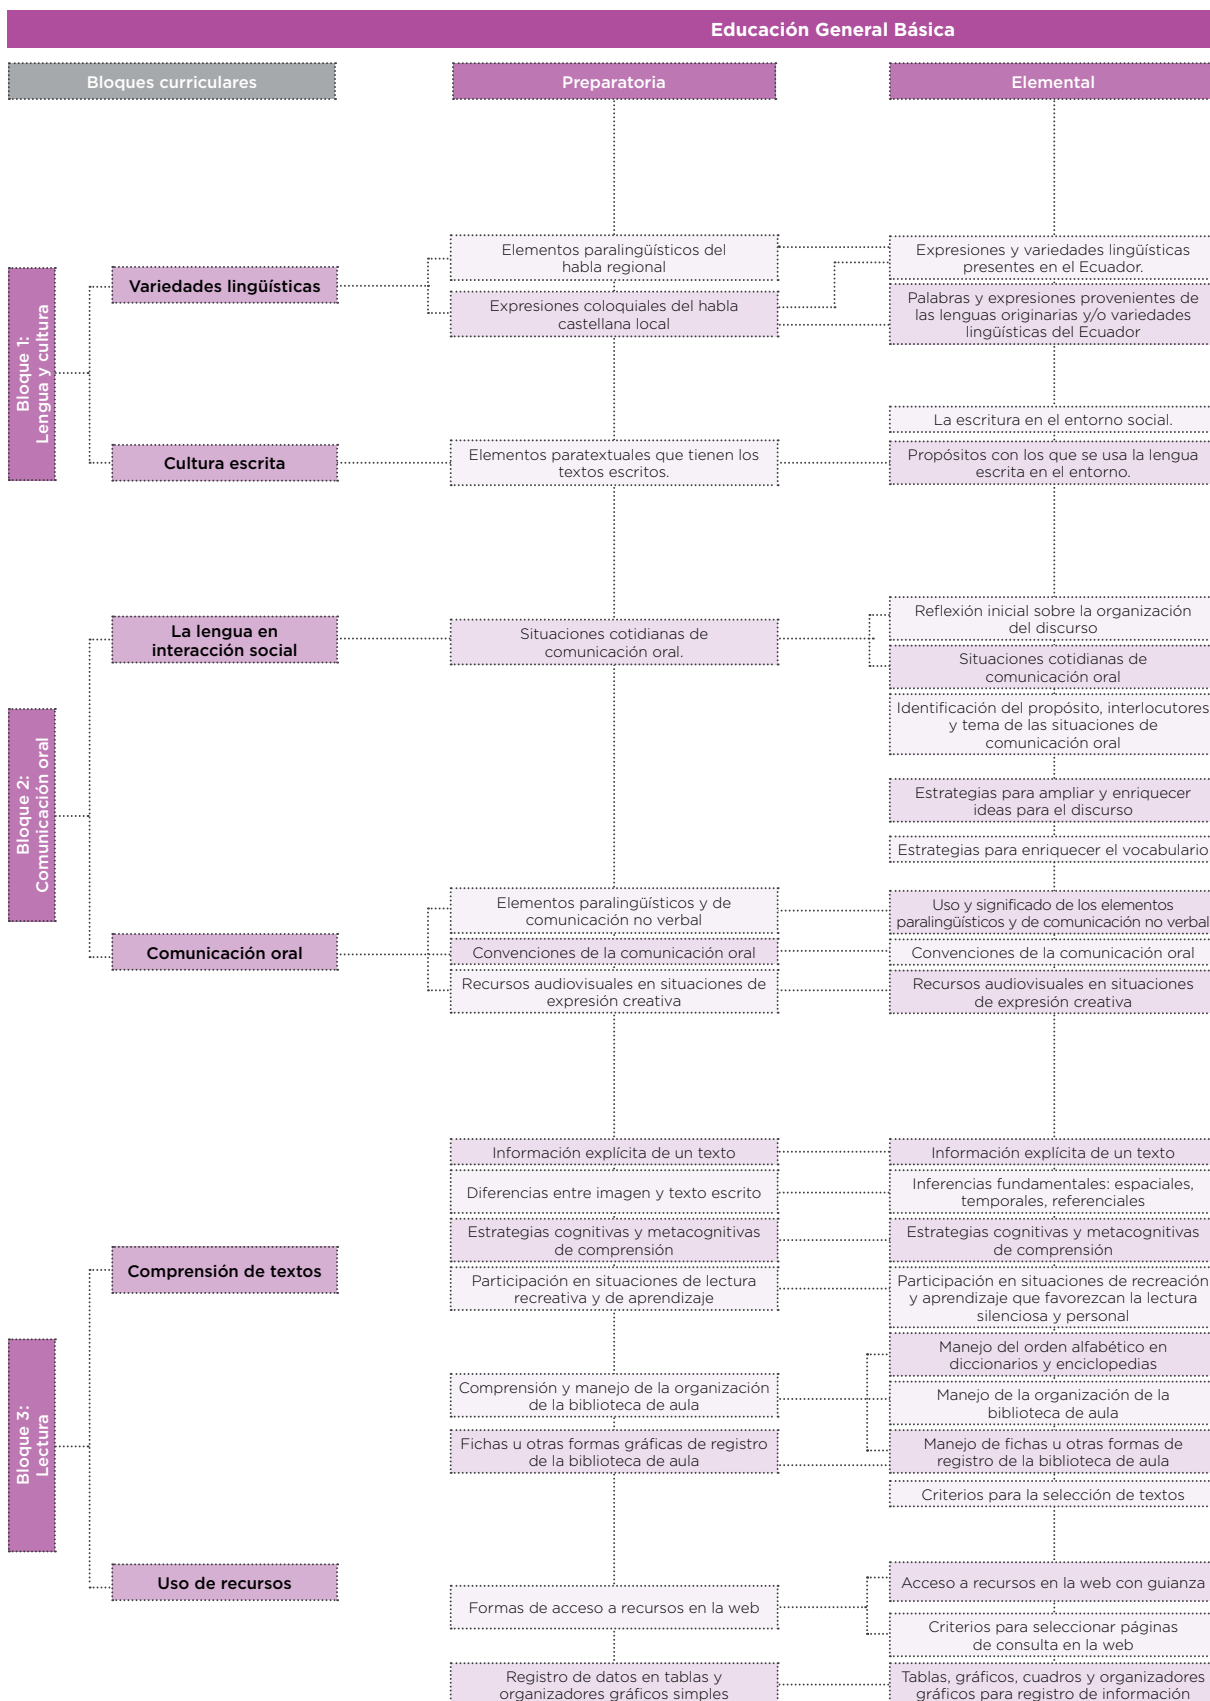 Educación General Básica
Bloques curriculares
Preparatoria
Elemental
Bloque 1:
Lengua y cultura
Variedades lingüísticas
Elementos paralingüísticos del
habla regional
Expresiones coloquiales del habla
castellana local
Expresiones y variedades lingüísticas
presentes en el Ecuador.
Palabras y expresiones provenientes de
las lenguas originarias y/o variedades
lingüísticas del Ecuador
Cultura escrita
Elementos paratextuales que tienen los
textos escritos.
La escritura en el entorno social.
Propósitos con los que se usa la lengua
escrita en el entorno.
Bloque 2:
Comunicación oral
La lengua en
interacción social
Situaciones cotidianas de
comunicación oral.
Reflexión inicial sobre la organización
del discurso
Situaciones cotidianas de
comunicación oral
Identificación del propósito, interlocutores
y tema de las situaciones de
comunicación oral
Estrategias para ampliar y enriquecer
ideas para el discurso
Estrategias para enriquecer el vocabulario
Comunicación oral
Elementos paralingüísticos y de
comunicación no verbal
Convenciones de la comunicación oral
Recursos audiovisuales en situaciones de
expresión creativa
Uso y significado de los elementos
paralingüísticos y de comunicación no verbal
Convenciones de la comunicación oral
Recursos audiovisuales en situaciones
de expresión creativa
Bloque 3:
Lectura
Comprensión de textos
Información explícita de un texto
Diferencias entre imagen y texto escrito
Estrategias cognitivas y metacognitivas
de comprensión
Participación en situaciones de lectura
recreativa y de aprendizaje
Información explícita de un texto
Inferencias fundamentales: espaciales,
temporales, referenciales
Estrategias cognitivas y metacognitivas
de comprensión
Participación en situaciones de recreación
y aprendizaje que favorezcan la lectura
silenciosa y personal
Uso de recursos
Comprensión y manejo de la organización
de la biblioteca de aula
Fichas u otras formas gráficas de registro
de la biblioteca de aula
Manejo del orden alfabético en
diccionarios y enciclopedias
Manejo de la organización de la
biblioteca de aula
Manejo de fichas u otras formas de
registro de la biblioteca de aula
Criterios para la selección de textos
Formas de acceso a recursos en la web
Acceso a recursos en la web con guianza
Criterios para seleccionar páginas
de consulta en la web
Registro de datos en tablas y
organizadores gráficos simples
Tablas, gráficos, cuadros y organizadores
gráficos para registro de información